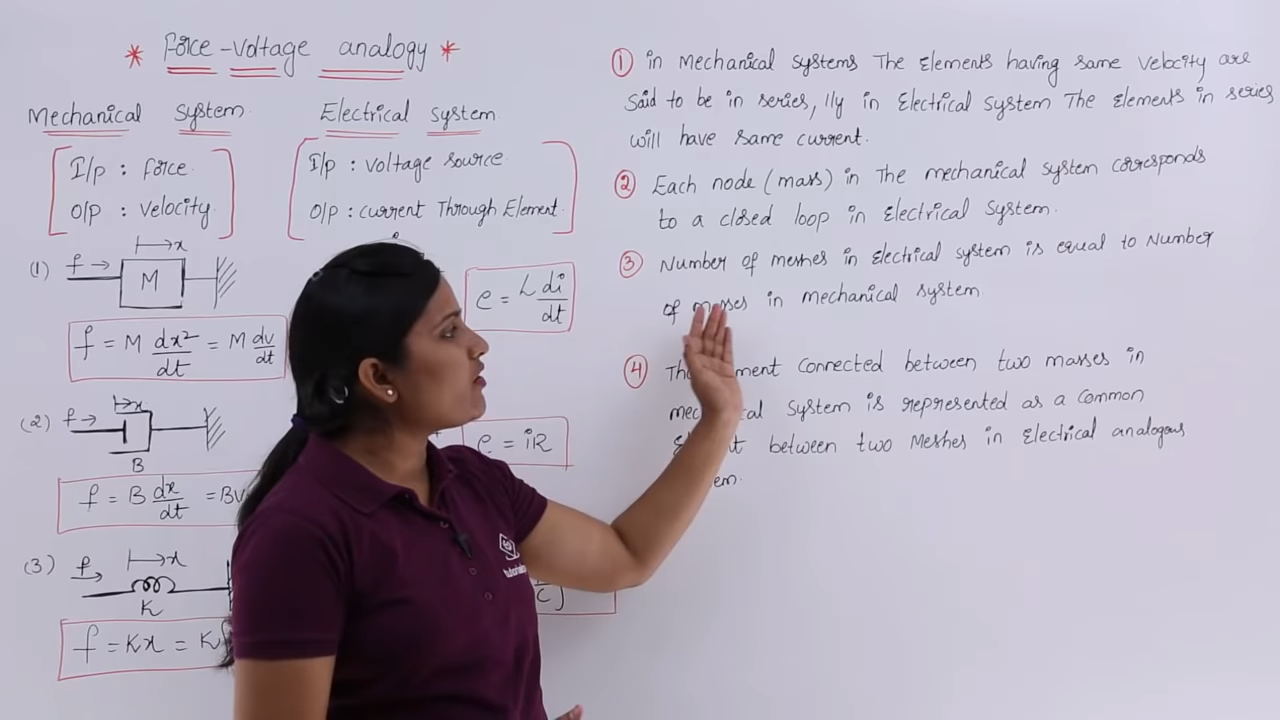 * Force-Voltage analogy *
Mechanical system.
Electrical system.
I/p : force.
O/p : velocity.
I/p : voltage source.
O/p : current Through Element.
(1) f → x
M
f = M dx²/dt = M dv/dt
e = L di/dt
(2) f → x
B
f = B dx/dt = Bv
e = iR
(3) f → x
K
f = Kx = K
C
① in Mechanical systems The Elements having same velocity are
said to be in series, lly in Electrical system The Elements in series
will have same current.
② Each node (mass) in The mechanical system corresponds
to a closed loop in Electrical system.
③ Number of meshes in Electrical system is equal to Number
of masses in mechanical system
④ connected between two masses in
system is represented as a common
between two Meshes in Electrical analogous